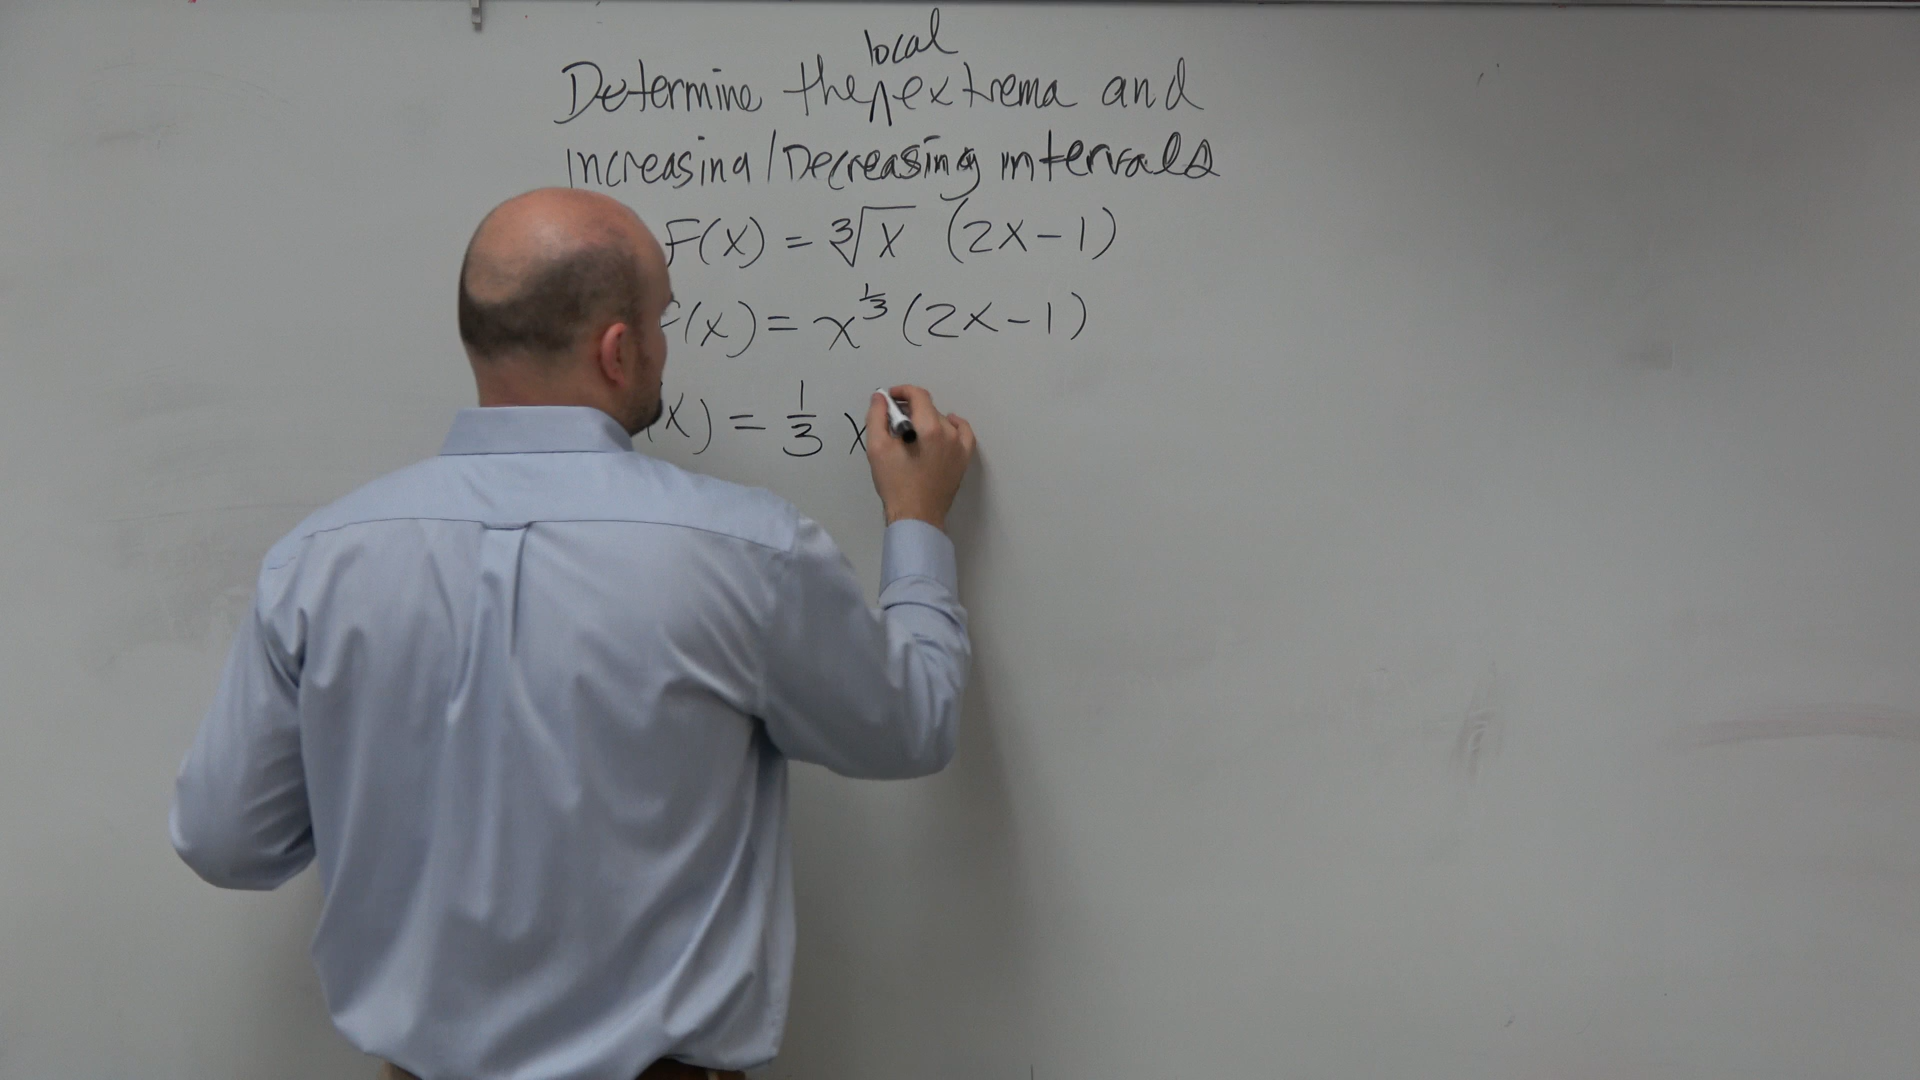 Determine the local extrema and
Increasing/Decreasing intervals
F(x) = ∛x (2x-1)
F(x) = x^{1/3} (2x-1)
(x) = 1/3 x